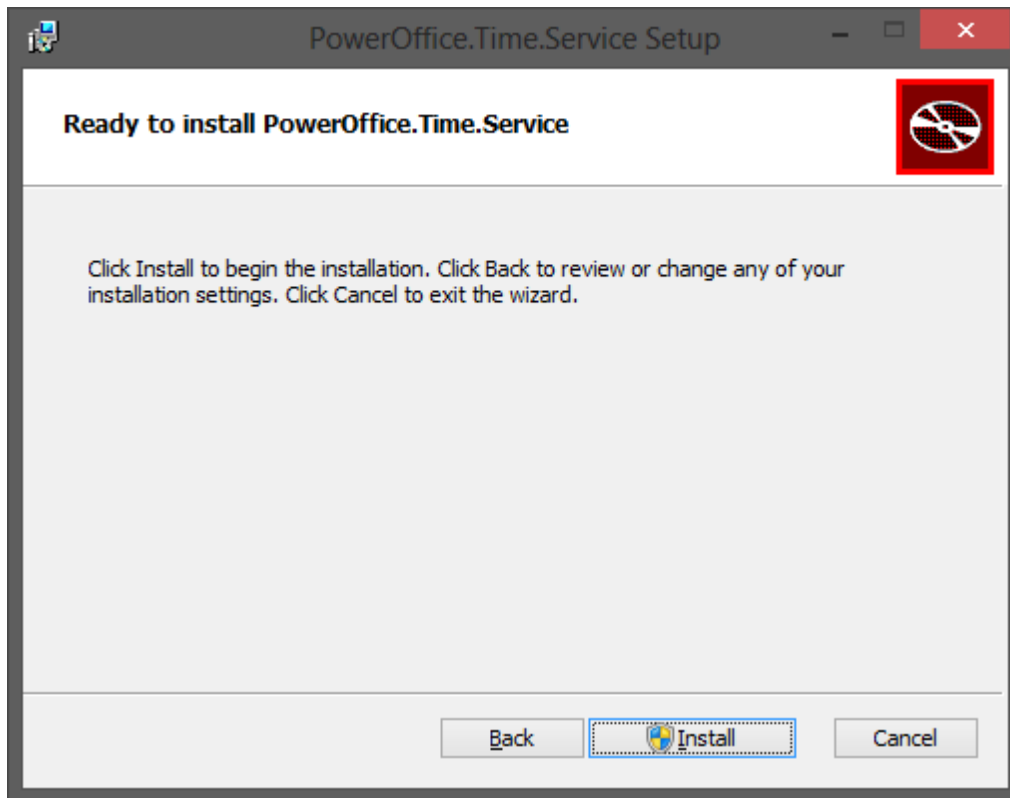 PowerOffice.Time.Service Setup
Ready to install PowerOffice.Time.Service
Click Install to begin the installation. Click Back to review or change any of your
installation settings. Click Cancel to exit the wizard.
Back Install Cancel